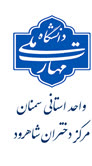 دانشگاه
ملی
مهارت
واحد استانی سمنان
مرکز دختران شاهرود